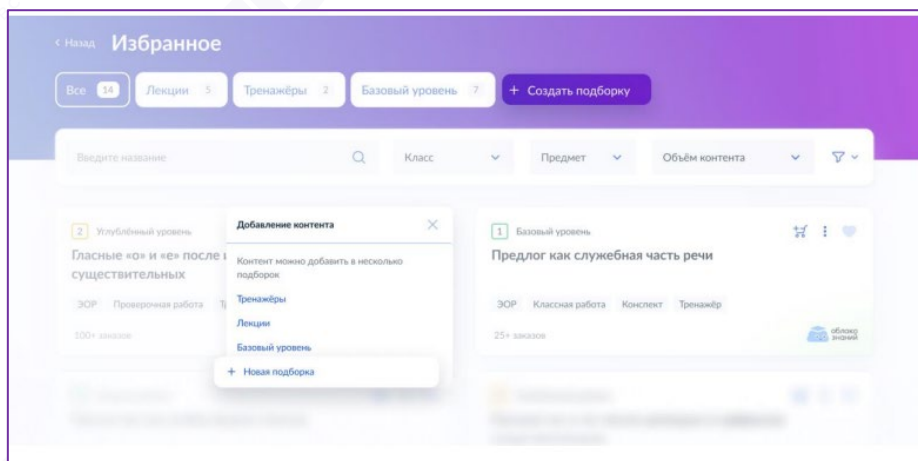 < Назад Избранное
Все 14 Лекции 5 Тренажёры 2 Базовый уровень 7 + Создать подборку
Введите название Класс Предмет Объём контента
2 Углублённый уровень
Гласные «о» и «е» после
существительных
ЭОР Проверочная работа
100+ заказов
Добавление контента
Контент можно добавить в несколько
подборок
Тренажёры
Лекции
Базовый уровень
+ Новая подборка
1 Базовый уровень
Предлог как служебная часть речи
ЭОР Классная работа Конспект Тренажёр
25+ заказов
облако
знаний